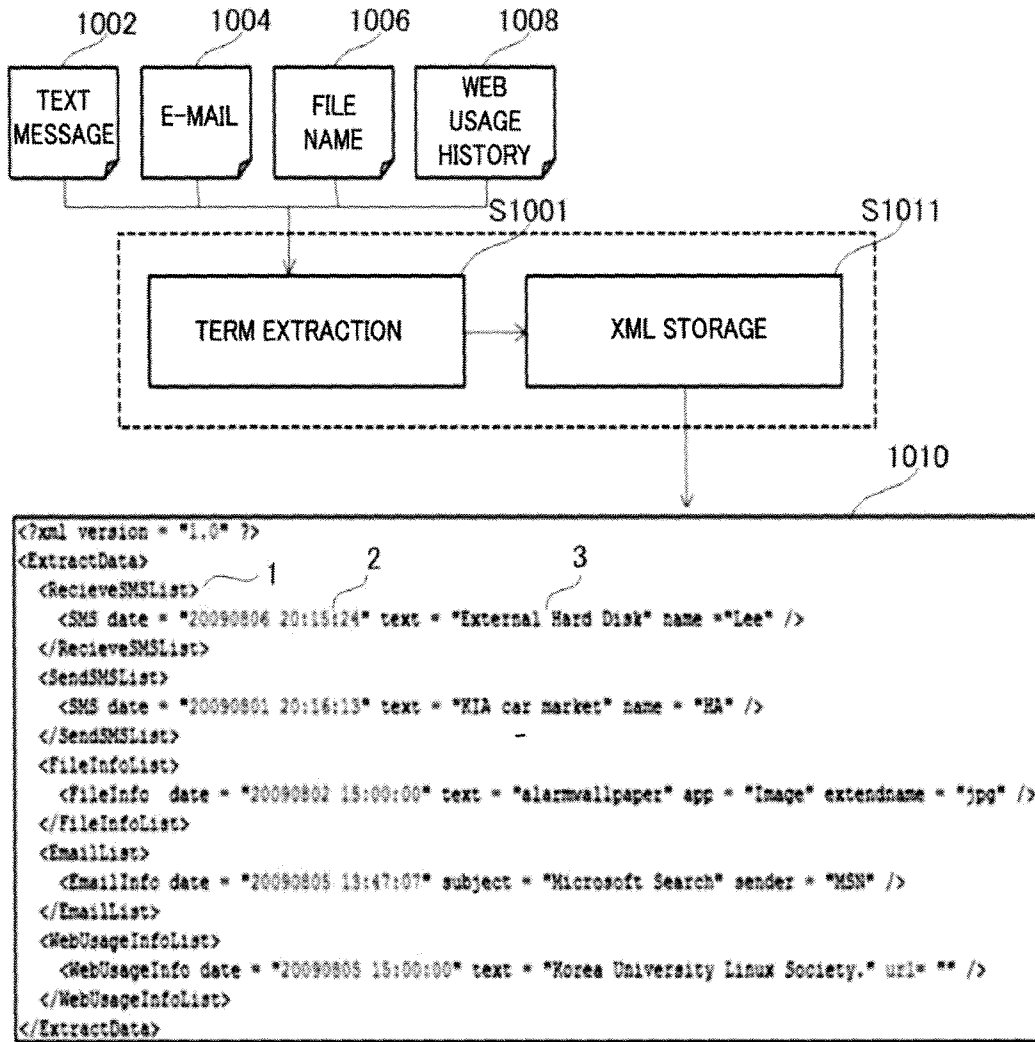 1002 1004 1006 1008
TEXT
MESSAGE
E-MAIL
FILE
NAME
WEB
USAGE
HISTORY
S1001 S1011
TERM EXTRACTION XML STORAGE
1010
<?xml version = "1.0" ?>
<ExtractData>
<RecieveSMSList> 1 2 3
<SMS date = "20090806 20:15:24" text = "External Hard Disk" name ="Lee" />
</RecieveSMSList>
<SendSMSList>
<SMS date = "20090801 20:16:13" text = "KIA car market" name = "HA" />
</SendSMSList>
<FileInfoList>
<FileInfo date = "20090802 15:00:00" text = "alarmwallpaper" app = "Image" extendname = "jpg" />
</FileInfoList>
<EmailList>
<EmailInfo date = "20090805 13:47:07" subject = "Microsoft Search" sender = "MSN" />
</EmailList>
<WebUsageInfoList>
<WebUsageInfo date = "20090805 15:00:00" text = "Korea University Linux Society." url= "" />
</WebUsageInfoList>
</ExtractData>